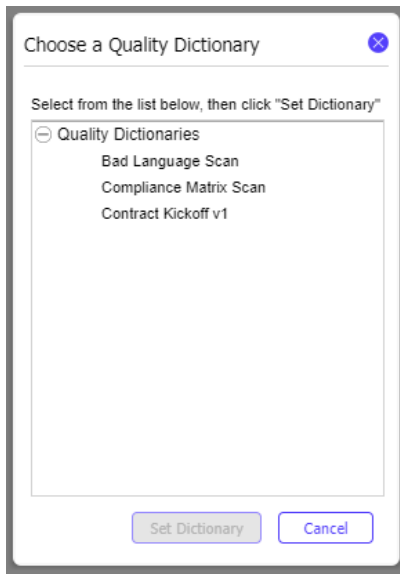 Choose a Quality Dictionary
Select from the list below, then click "Set Dictionary"
Quality Dictionaries
Bad Language Scan
Compliance Matrix Scan
Contract Kickoff v1
Set Dictionary
Cancel